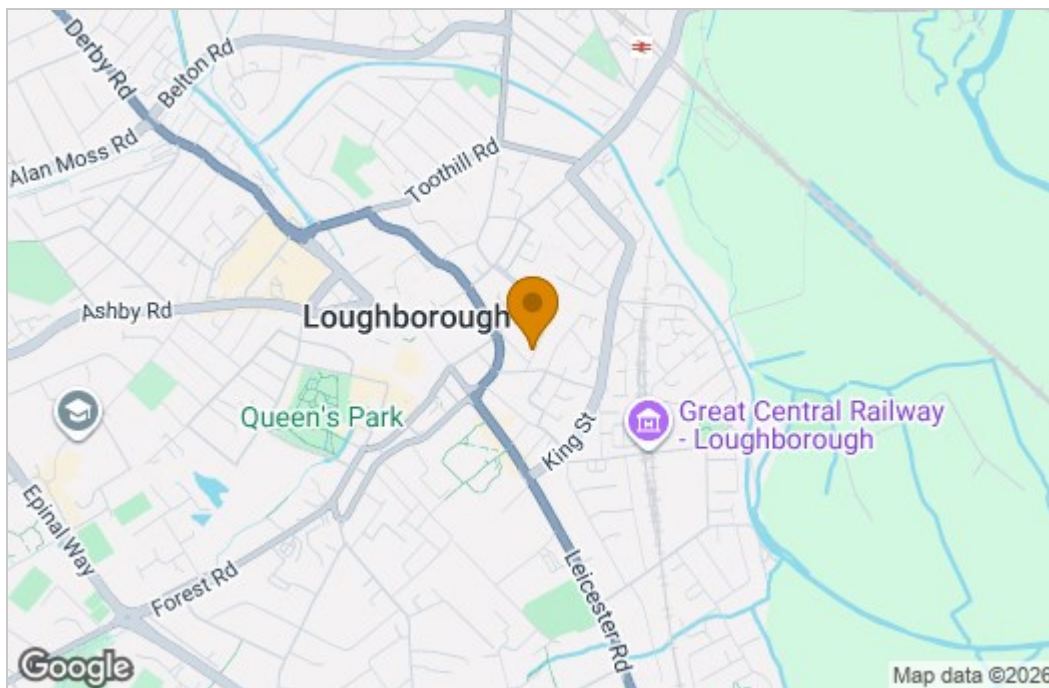 Derby Rd
Belton Rd
Alan Moss Rd
Toothill Rd
Ashby Rd
Loughborough
Queen's Park
Great Central Railway
- Loughborough
King St
Epinal Way
Forest Rd
Leicester Rd
Google
Map data ©2026